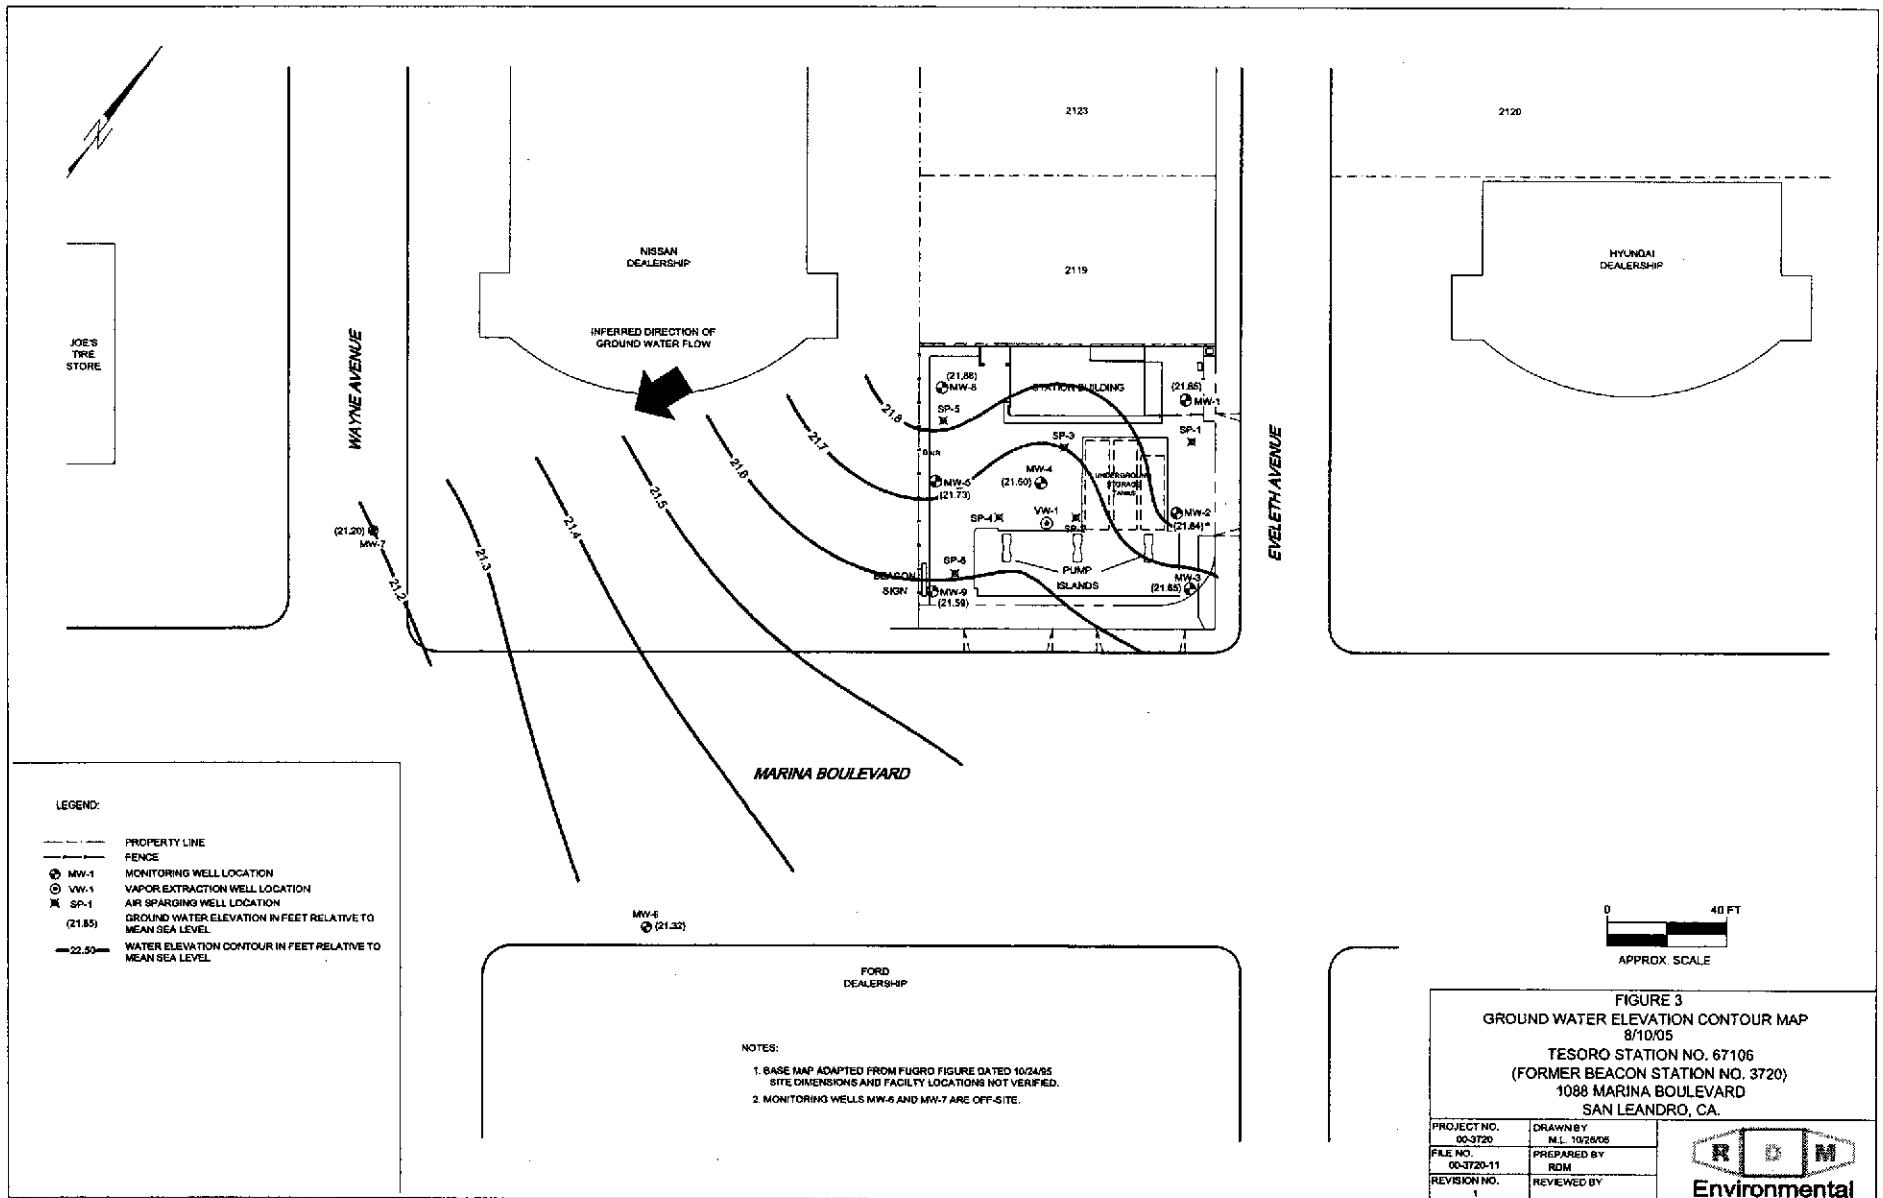 2123
2120
NISSAN
DEALERSHIP
2119
HYUNDAI
DEALERSHIP
JOE'S
TIRE
STORE
WAYNE AVENUE
INFERRED DIRECTION OF
GROUND WATER FLOW
EVELETH AVENUE
(21.88)
MW-8
SP-5
STATION BUILDING
(21.85)
MW-1
SP-1
21.8
21.7
21.6
21.5
21.4
21.3
21.2
SP-3
MW-4
(21.60)
MW-5
(21.73)
UNDERGROUND
STORAGE
TANKS
MW-2
(21.84)
SP-4
VW-1
SP-2
(21.20)
MW-7
PUMP
ISLANDS
SP-6
BEACON
SIGN
MW-9
(21.59)
MW-3
(21.65)
MARINA BOULEVARD
LEGEND:
PROPERTY LINE
FENCE
MW-1 MONITORING WELL LOCATION
VW-1 VAPOR EXTRACTION WELL LOCATION
SP-1 AIR SPARGING WELL LOCATION
(21.85) GROUND WATER ELEVATION IN FEET RELATIVE TO
MEAN SEA LEVEL
22.50 WATER ELEVATION CONTOUR IN FEET RELATIVE TO
MEAN SEA LEVEL
MW-6
(21.32)
FORD
DEALERSHIP
NOTES:
1. BASE MAP ADAPTED FROM FUGRO FIGURE DATED 10/24/95
SITE DIMENSIONS AND FACILTY LOCATIONS NOT VERIFIED.
2. MONITORING WELLS MW-6 AND MW-7 ARE OFF-SITE.
0 40 FT
APPROX. SCALE
FIGURE 3
GROUND WATER ELEVATION CONTOUR MAP
8/10/05
TESORO STATION NO. 67106
(FORMER BEACON STATION NO. 3720)
1088 MARINA BOULEVARD
SAN LEANDRO, CA.
PROJECT NO.
00-3720
DRAWN BY
M.L. 10/26/05
FILE NO.
00-3720-11
PREPARED BY
RDM
REVISION NO.
1
REVIEWED BY
R D M
Environmental